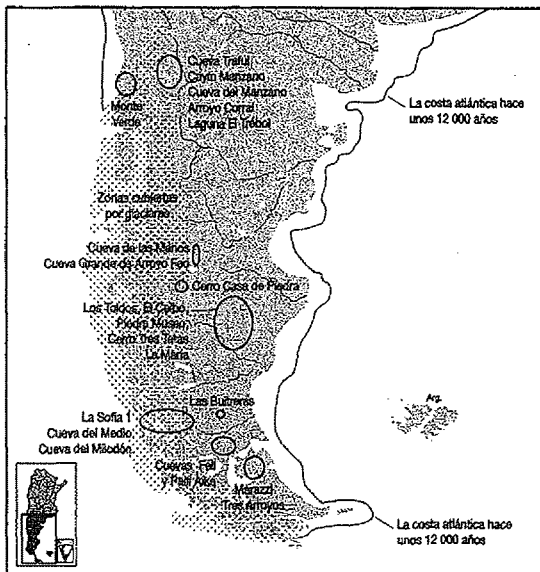 Cueva Traful
Cuyín Manzano
Cueva del Manzano
Arroyo Corral
Laguna El Trébol
Monte
Verde
La costa atlántica hace
unos 12 000 años
Zonas cubiertas
por glaciares
Cueva de las Manos
Cueva Grande de Arroyo Feo
Cerro Casa de Piedra
Los Toldos, El Ceibo,
Piedra Museo,
Cerro Tres Tetas
La María
Arg.
Las Buitreras
La Sofía 1
Cueva del Medio
Cueva del Milodón
Cuevas Fell
y Palli Aike
Marazzi
Tres Arroyos
La costa atlántica hace
unos 12 000 años